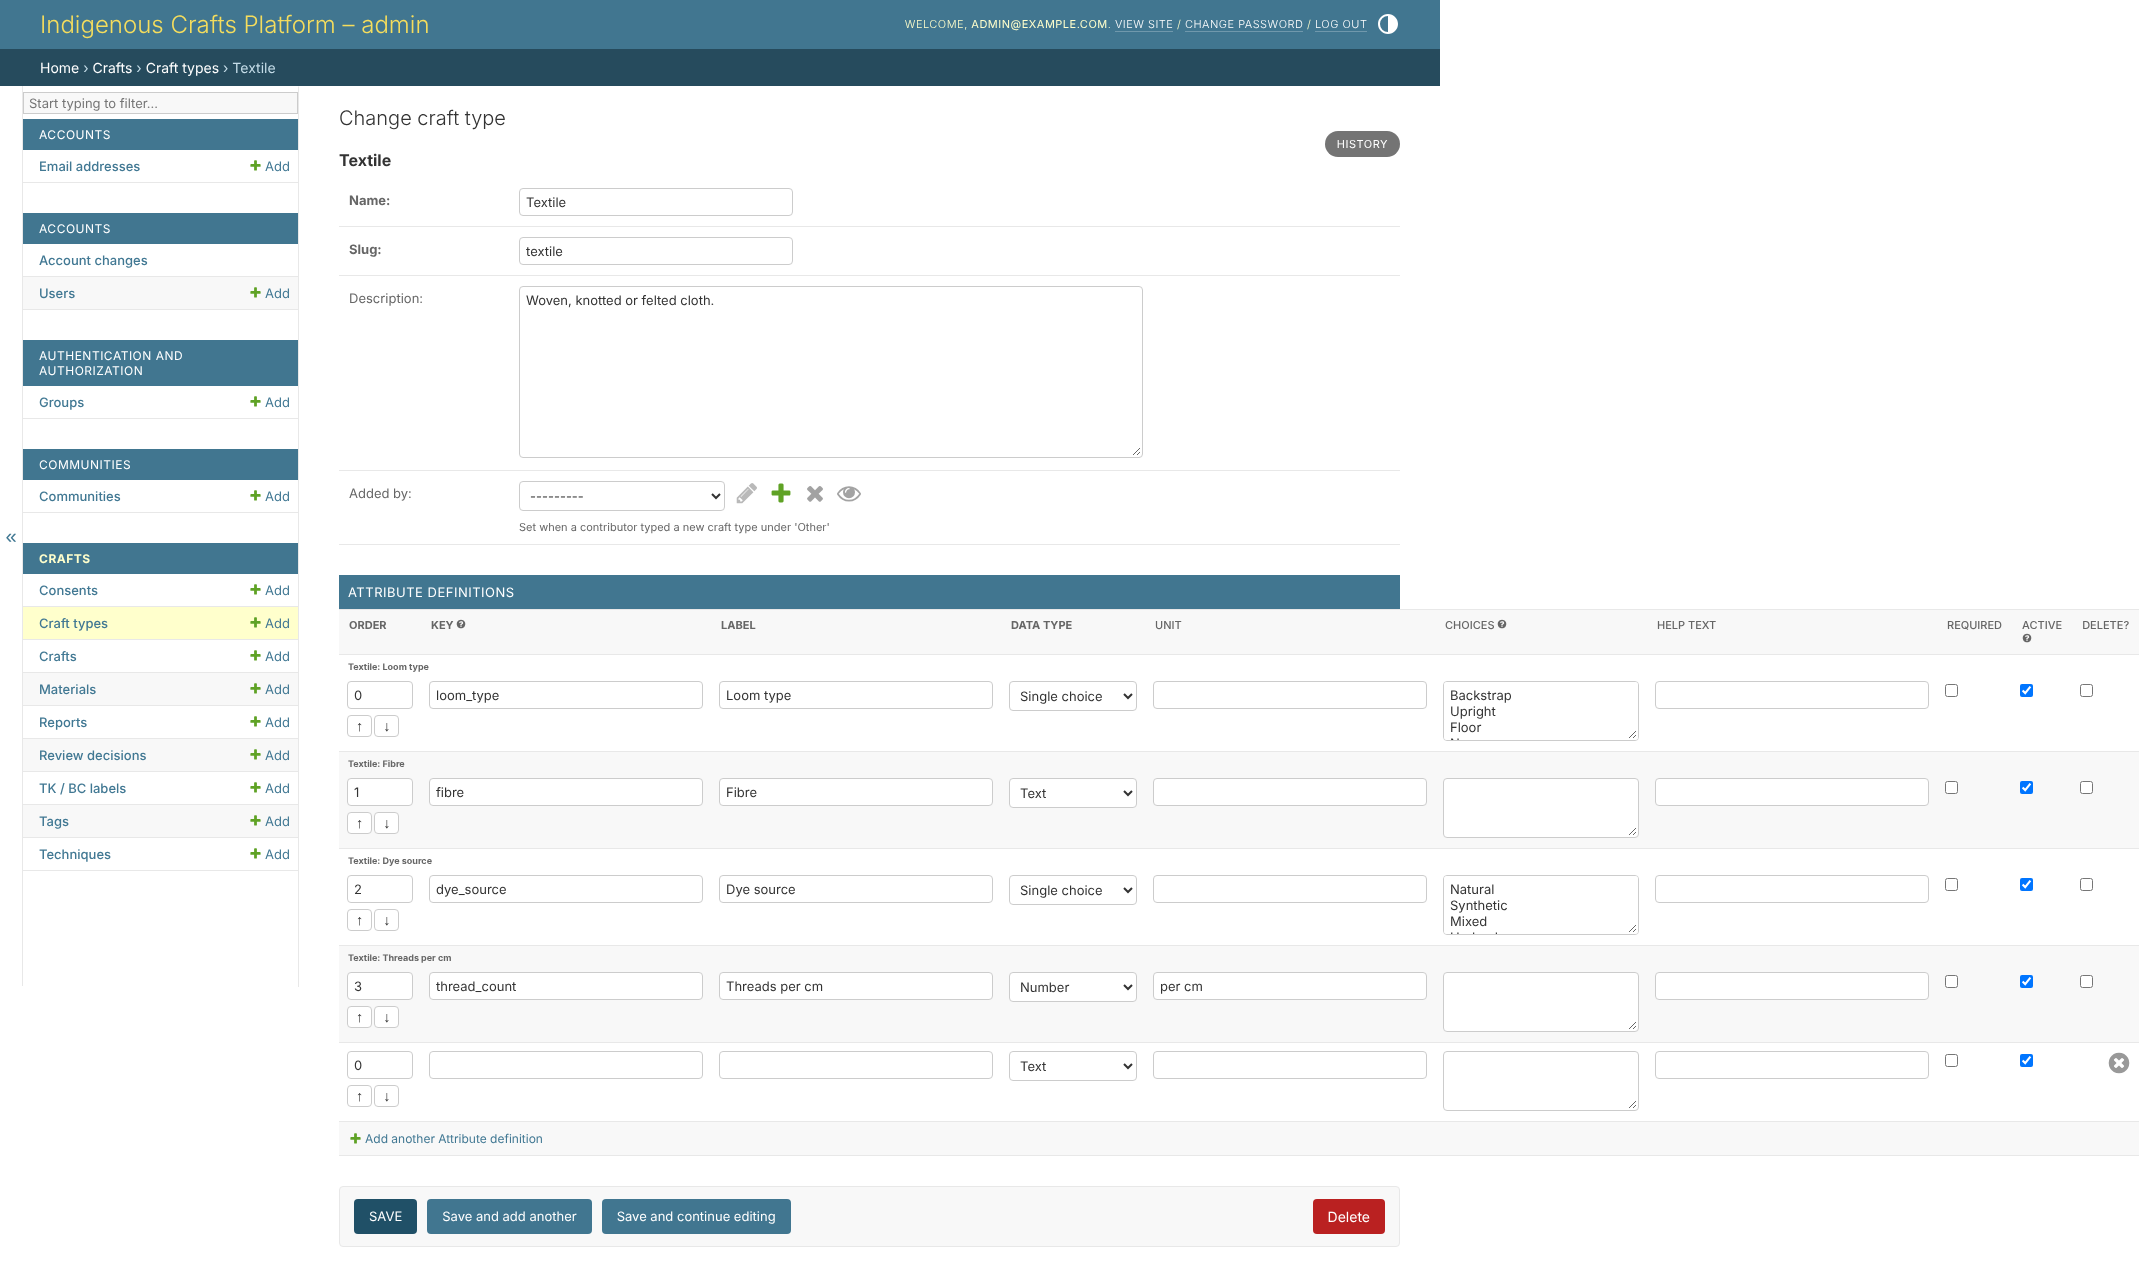 Indigenous Crafts Platform – admin
WELCOME, ADMIN@EXAMPLE.COM. VIEW SITE / CHANGE PASSWORD / LOG OUT
Home › Crafts › Craft types › Textile
Start typing to filter...
ACCOUNTS
Email addresses Add
ACCOUNTS
Account changes
Users Add
AUTHENTICATION AND
AUTHORIZATION
Groups Add
COMMUNITIES
Communities Add
«
CRAFTS
Consents Add
Craft types Add
Crafts Add
Materials Add
Reports Add
Review decisions Add
TK / BC labels Add
Tags Add
Techniques Add
Change craft type
HISTORY
Textile
Name: Textile
Slug: textile
Description: Woven, knotted or felted cloth.
Added by: ---------
Set when a contributor typed a new craft type under 'Other'
ATTRIBUTE DEFINITIONS
ORDER KEY LABEL DATA TYPE UNIT CHOICES HELP TEXT REQUIRED ACTIVE DELETE?
Textile: Loom type
0 loom_type Loom type Single choice Backstrap
Upright
Floor
↑ ↓
Textile: Fibre
1 fibre Fibre Text
↑ ↓
Textile: Dye source
2 dye_source Dye source Single choice Natural
Synthetic
Mixed
↑ ↓
Textile: Threads per cm
3 thread_count Threads per cm Number per cm
↑ ↓
0 Text
↑ ↓
Add another Attribute definition
SAVE Save and add another Save and continue editing Delete